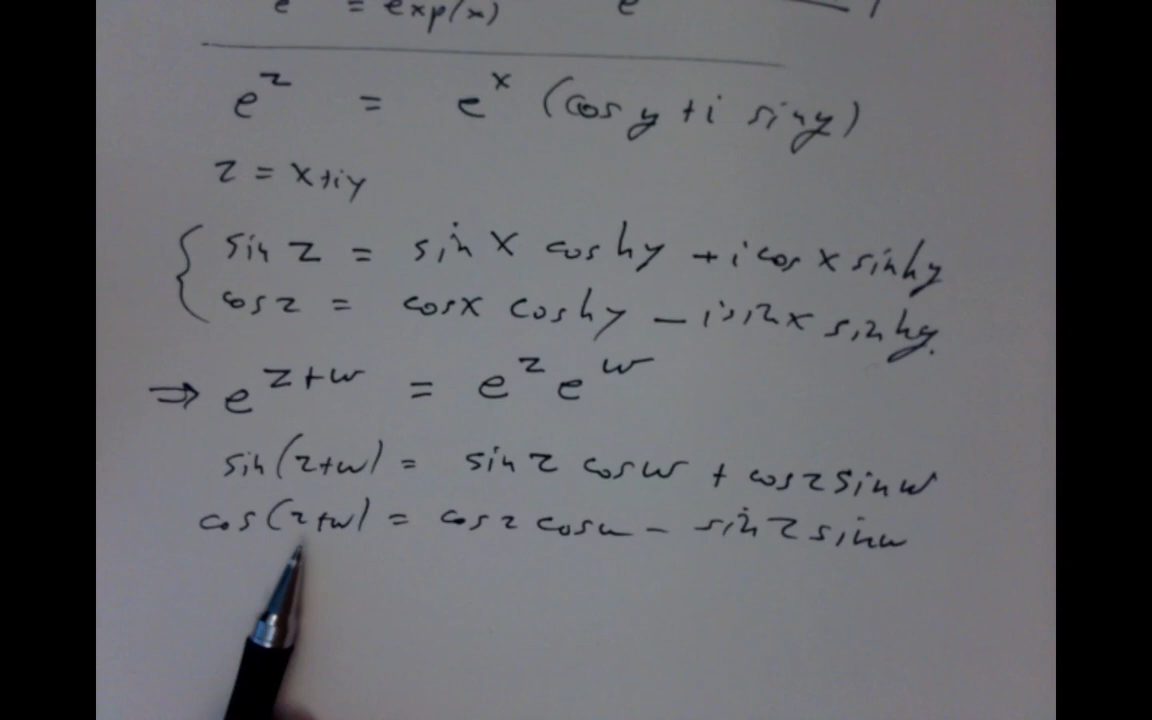 e = exp(x) e
e^z = e^x (cos y + i sin y)
z = x+iy
{ sin z = sin x cosh y + i cos x sinh y
cos z = cos x cosh y − i sin x sinh y.
⇒ e^{z+w} = e^z e^w
sin(z+w) = sin z cos w + cos z sin w
cos(z+w) = cos z cos w − sin z sin w